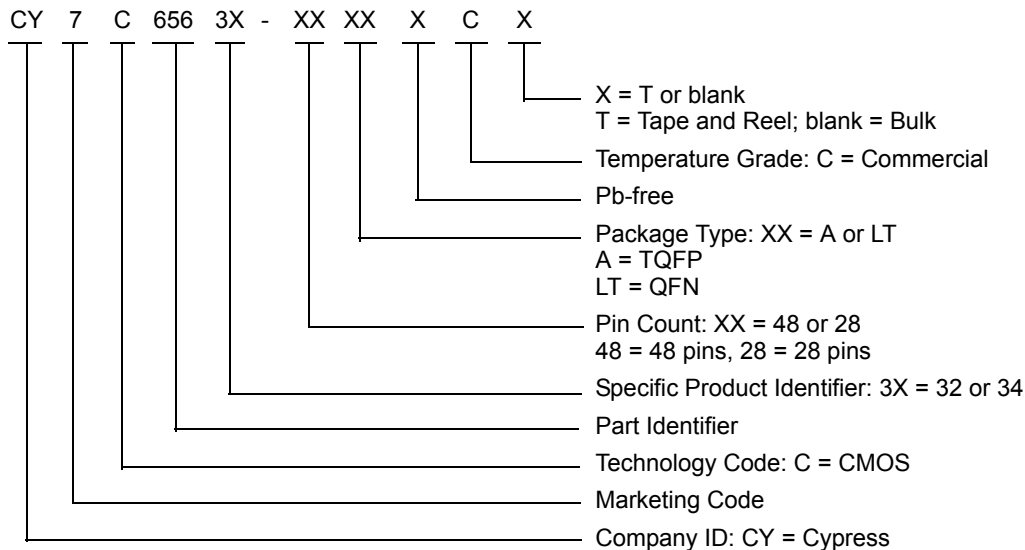 CY 7 C 656 3X - XX XX X C X
X = T or blank
T = Tape and Reel; blank = Bulk
Temperature Grade: C = Commercial
Pb-free
Package Type: XX = A or LT
A = TQFP
LT = QFN
Pin Count: XX = 48 or 28
48 = 48 pins, 28 = 28 pins
Specific Product Identifier: 3X = 32 or 34
Part Identifier
Technology Code: C = CMOS
Marketing Code
Company ID: CY = Cypress